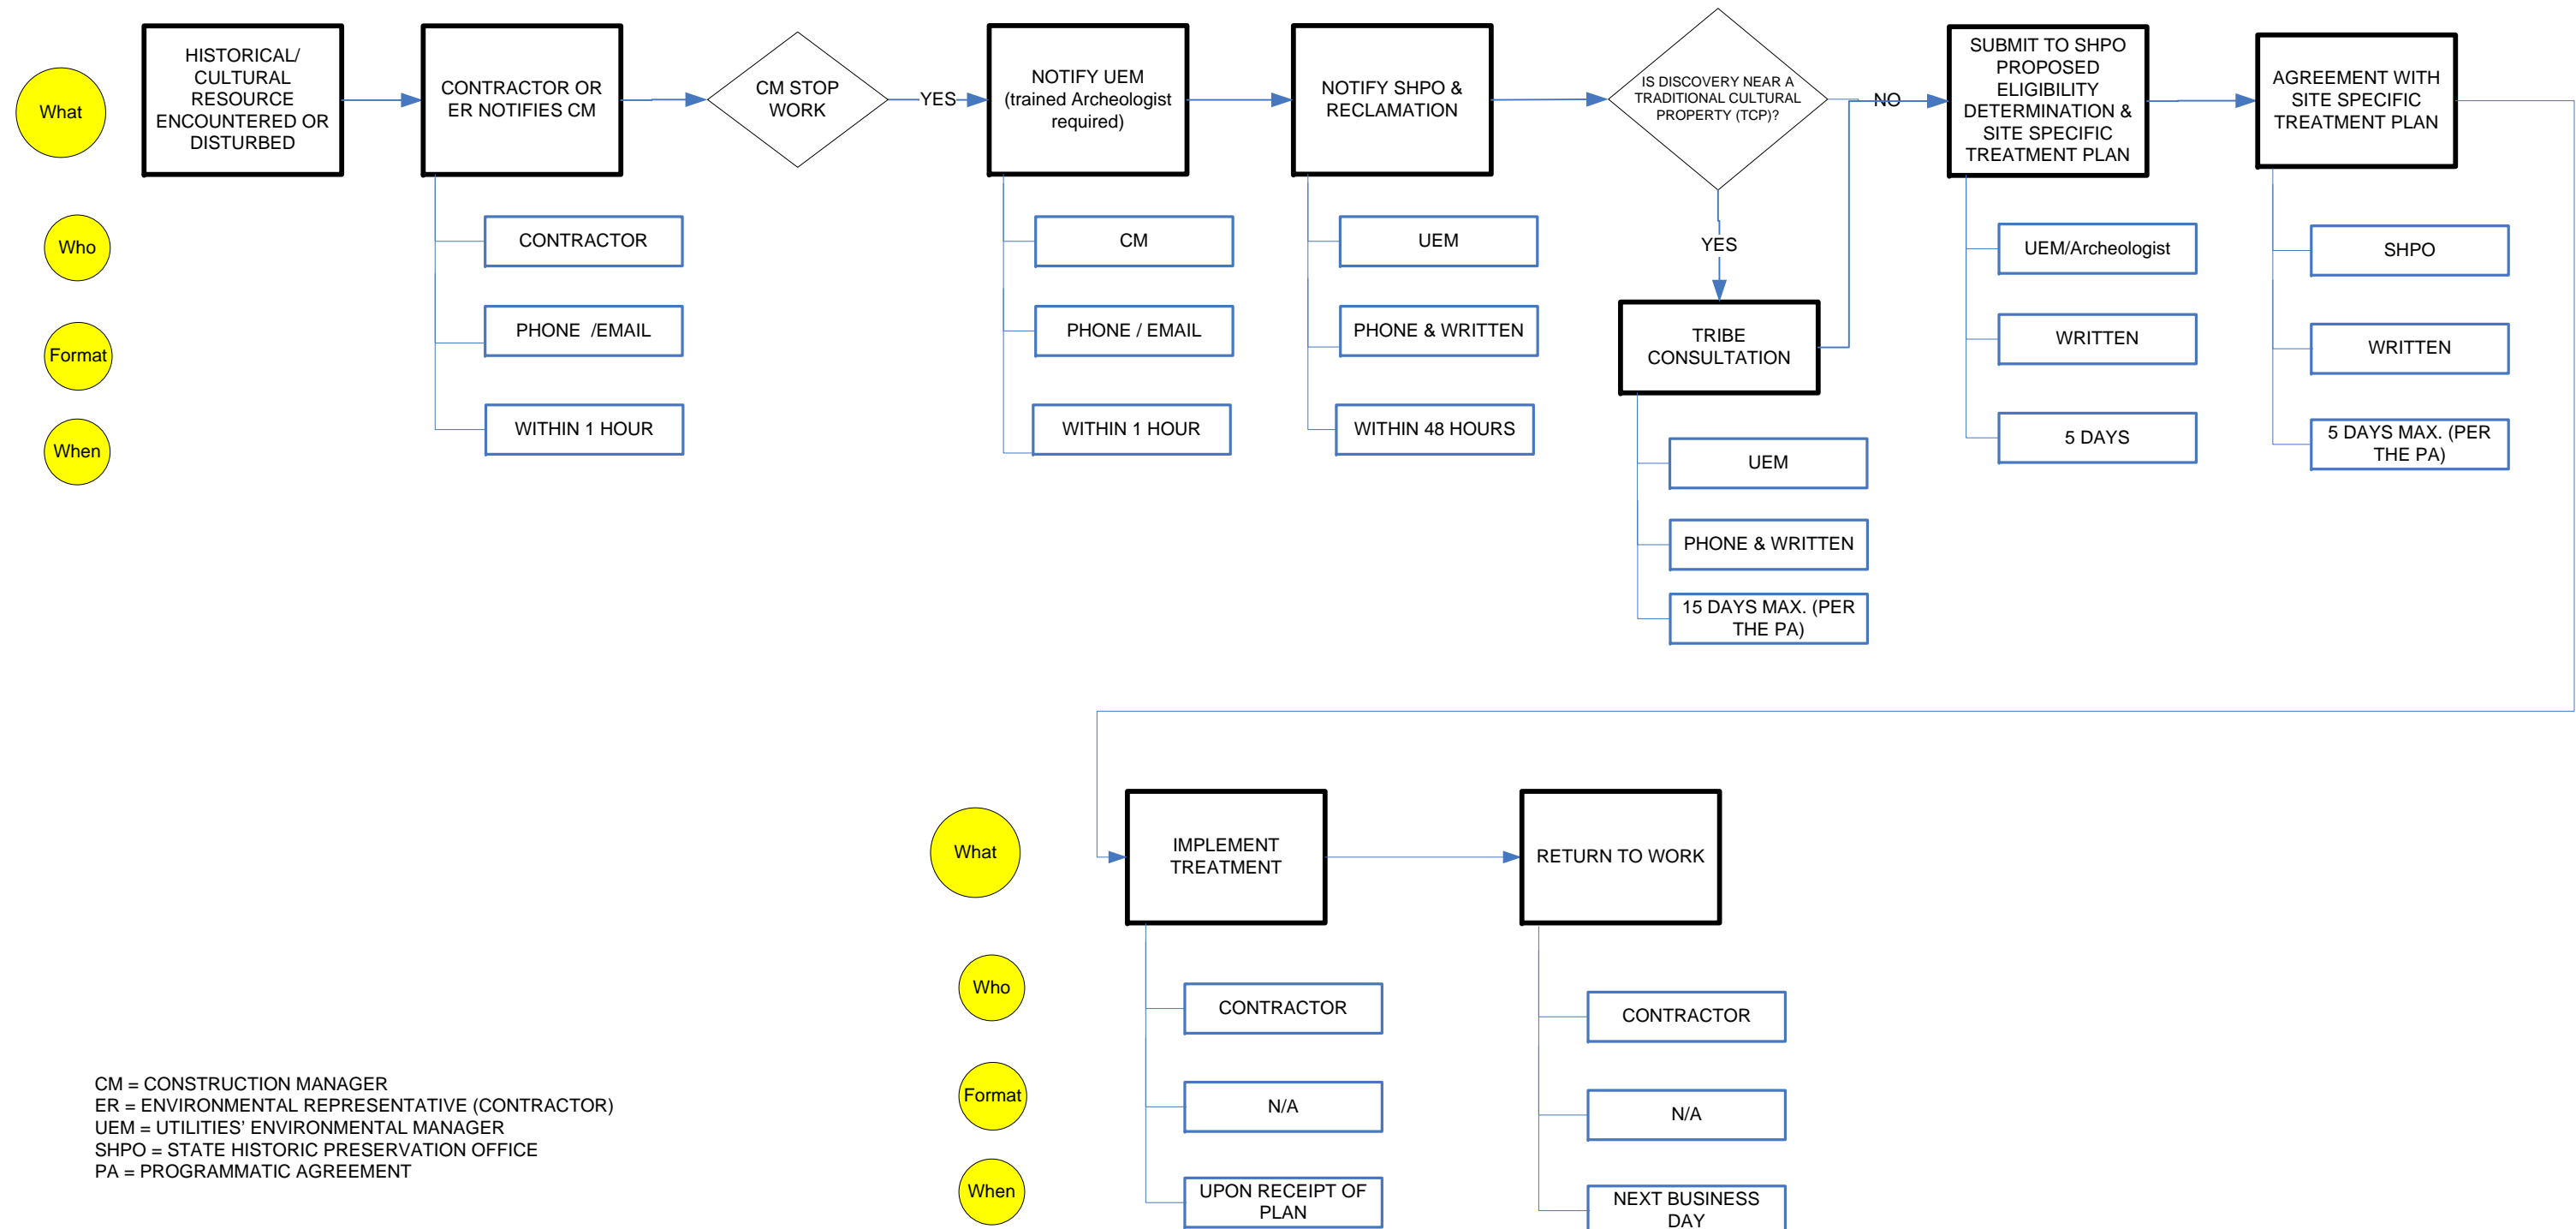 What
HISTORICAL/
CULTURAL
RESOURCE
ENCOUNTERED OR
DISTURBED
CONTRACTOR OR
ER NOTIFIES CM
CM STOP
WORK
YES
NOTIFY UEM
(trained Archeologist
required)
NOTIFY SHPO &
RECLAMATION
IS DISCOVERY NEAR A
TRADITIONAL CULTURAL
PROPERTY (TCP)?
NO
SUBMIT TO SHPO
PROPOSED
ELIGIBILITY
DETERMINATION &
SITE SPECIFIC
TREATMENT PLAN
AGREEMENT WITH
SITE SPECIFIC
TREATMENT PLAN
Who
CONTRACTOR
CM
UEM
YES
UEM/Archeologist
SHPO
Format
PHONE /EMAIL
PHONE / EMAIL
PHONE & WRITTEN
TRIBE
CONSULTATION
WRITTEN
WRITTEN
When
WITHIN 1 HOUR
WITHIN 1 HOUR
WITHIN 48 HOURS
5 DAYS
5 DAYS MAX. (PER
THE PA)
UEM
PHONE & WRITTEN
15 DAYS MAX. (PER
THE PA)
What
IMPLEMENT
TREATMENT
RETURN TO WORK
Who
CONTRACTOR
CONTRACTOR
Format
N/A
N/A
When
UPON RECEIPT OF
PLAN
NEXT BUSINESS
DAY
CM = CONSTRUCTION MANAGER
ER = ENVIRONMENTAL REPRESENTATIVE (CONTRACTOR)
UEM = UTILITIES’ ENVIRONMENTAL MANAGER
SHPO = STATE HISTORIC PRESERVATION OFFICE
PA = PROGRAMMATIC AGREEMENT